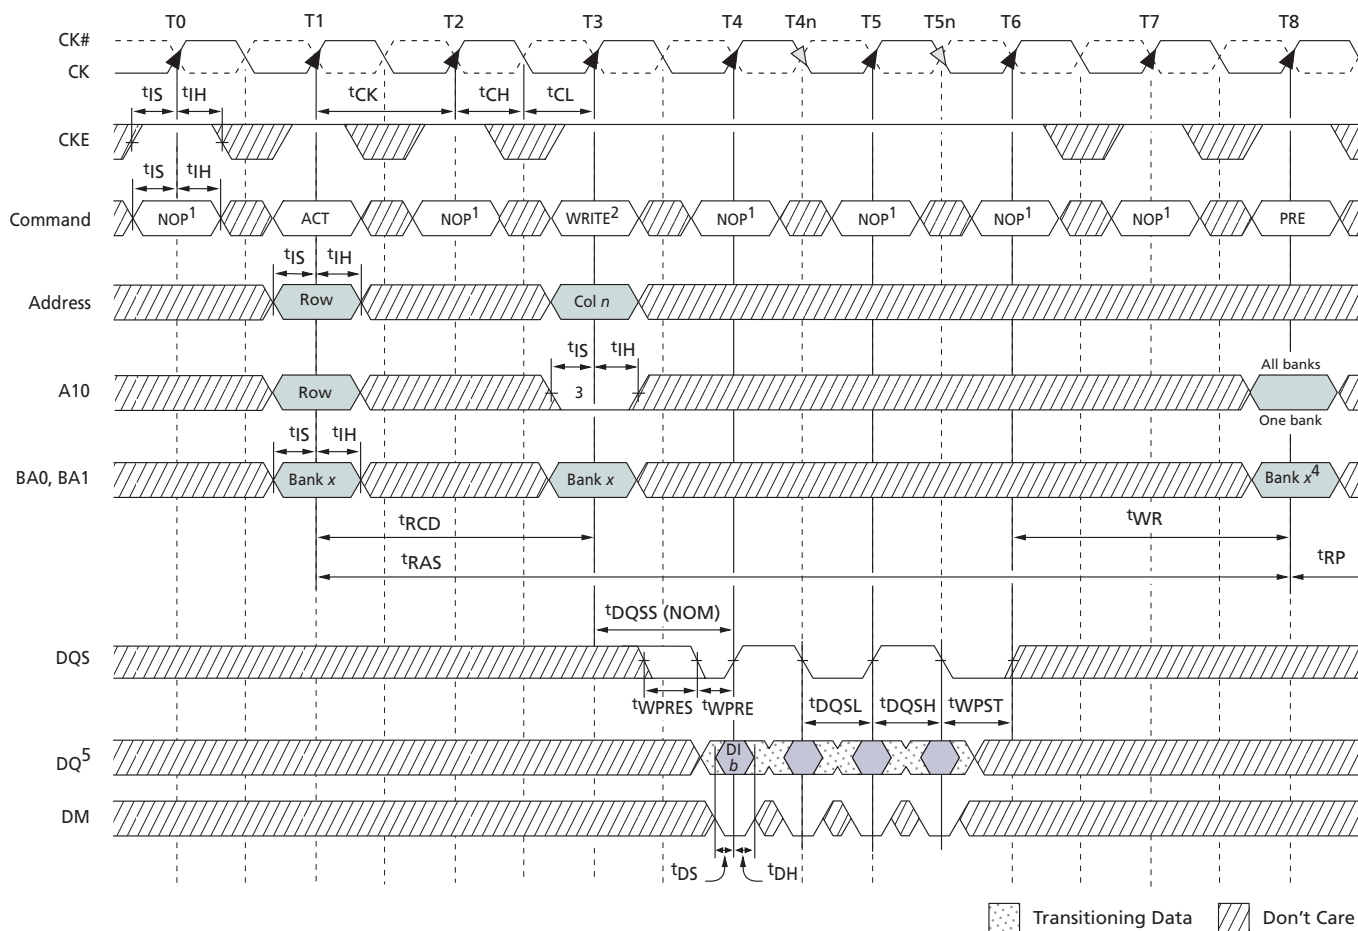 T0 T1 T2 T3 T4 T4n T5 T5n T6 T7 T8
CK#
CK
tIS tIH tCK tCH tCL
CKE
tIS tIH
Command NOP1 ACT NOP1 WRITE2 NOP1 NOP1 NOP1 NOP1 PRE
tIS tIH
Address Row Col n
tIS tIH
All banks
A10 Row 3
One bank
tIS tIH
BA0, BA1 Bank x Bank x Bank x4
tRCD tWR
tRAS tRP
tDQSS (NOM)
DQS
tWPRES tWPRE tDQSL tDQSH tWPST
DQ5 DI
b
DM
tDS tDH
Transitioning Data Don't Care